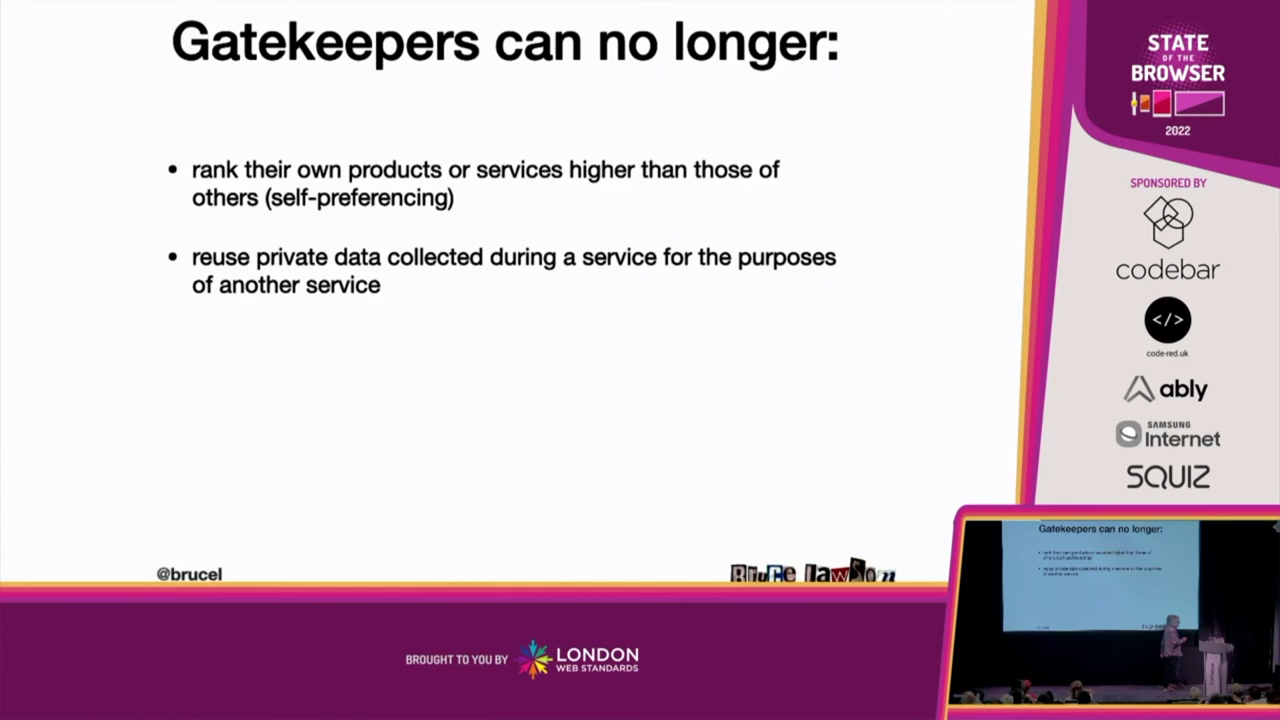 Gatekeepers can no longer:
• rank their own products or services higher than those of
others (self-preferencing)
• reuse private data collected during a service for the purposes
of another service
@brucel
Bruce Lawson
STATE
OF THE
BROWSER
2022
SPONSORED BY
codebar
</>
code-red.uk
ably
SAMSUNG
Internet
SQUIZ
Gatekeepers can no longer:
BROUGHT TO YOU BY
LONDON
WEB STANDARDS